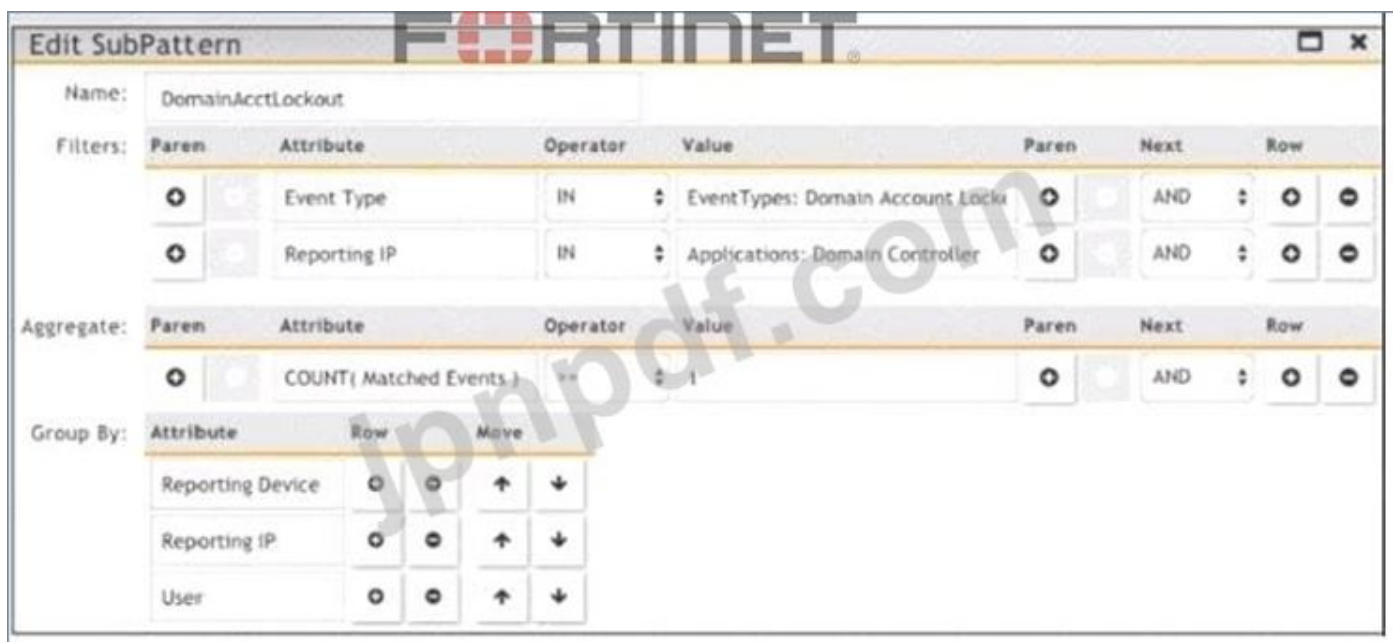 FORTINET®
Edit SubPattern
Name: DomainAcctLockout
Filters: Paren Attribute Operator Value Paren Next Row
Event Type IN EventTypes: Domain Account Locko AND
Reporting IP IN Applications: Domain Controller AND
Aggregate: Paren Attribute Operator Value Paren Next Row
COUNT( Matched Events ) 1 AND
Group By: Attribute Row Move
Reporting Device
Reporting IP
User
jpnpdf.com